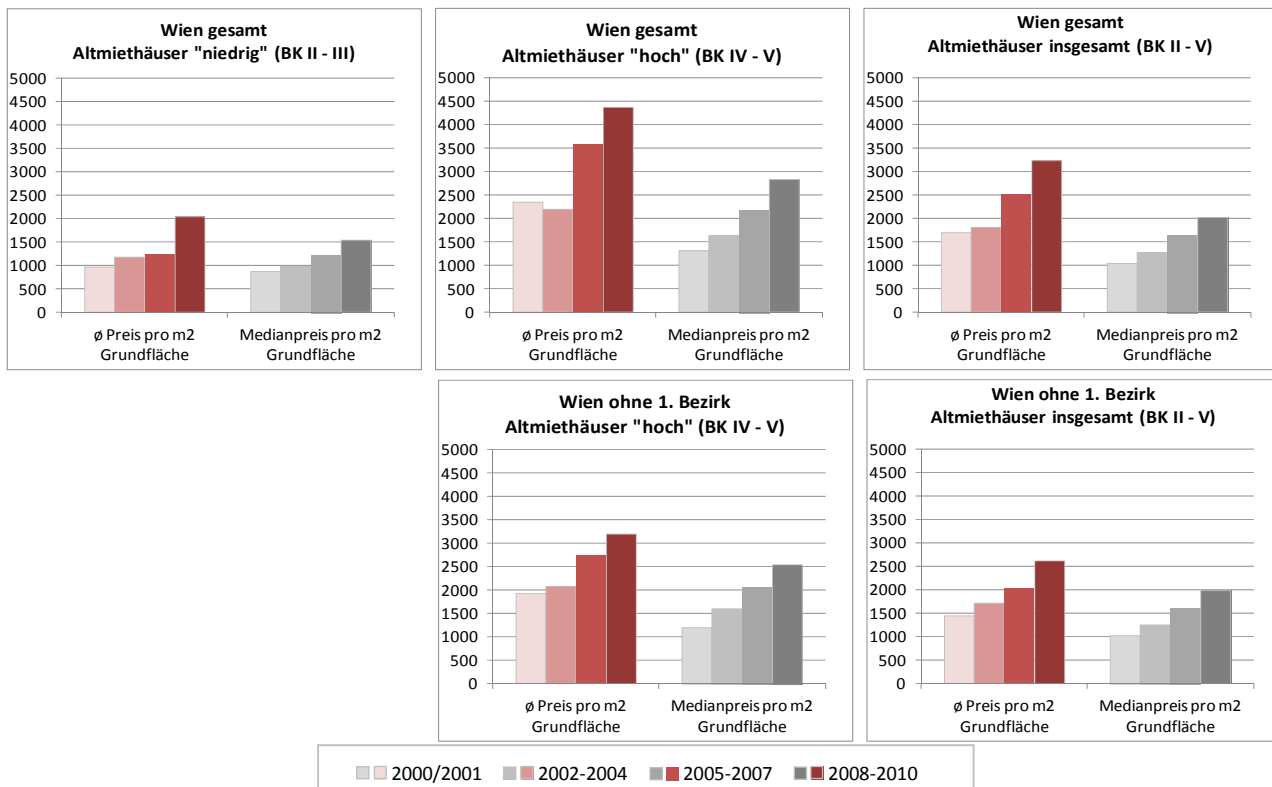 Wien gesamt
Altmiethäuser "niedrig" (BK II - III)
5000
4500
4000
3500
3000
2500
2000
1500
1000
500
0
ø Preis pro m2
Grundfläche
Medianpreis pro m2
Grundfläche
Wien gesamt
Altmiethäuser "hoch" (BK IV - V)
5000
4500
4000
3500
3000
2500
2000
1500
1000
500
0
ø Preis pro m2
Grundfläche
Medianpreis pro m2
Grundfläche
Wien gesamt
Altmiethäuser insgesamt (BK II - V)
5000
4500
4000
3500
3000
2500
2000
1500
1000
500
0
ø Preis pro m2
Grundfläche
Medianpreis pro m2
Grundfläche
Wien ohne 1. Bezirk
Altmiethäuser "hoch" (BK IV - V)
5000
4500
4000
3500
3000
2500
2000
1500
1000
500
0
ø Preis pro m2
Grundfläche
Medianpreis pro m2
Grundfläche
Wien ohne 1. Bezirk
Altmiethäuser insgesamt (BK II - V)
5000
4500
4000
3500
3000
2500
2000
1500
1000
500
0
ø Preis pro m2
Grundfläche
Medianpreis pro m2
Grundfläche
2000/2001 2002-2004 2005-2007 2008-2010